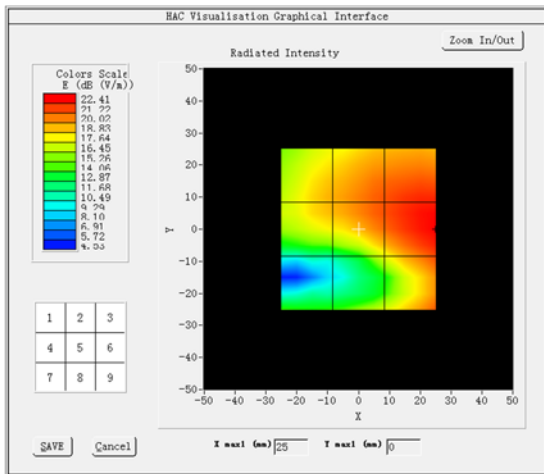 HAC Visualisation Graphical Interface
Zoom In/Out
Radiated Intensity
Colors Scale
E (dB (V/m))
22.41
21.22
20.02
18.83
17.64
16.45
15.26
14.06
12.87
11.68
10.49
9.29
8.10
6.91
5.72
4.53
50
40
30
20
10
0
-10
-20
-30
-40
-50
Y
-50 -40 -30 -20 -10 0 10 20 30 40 50
X
1 2 3
4 5 6
7 8 9
SAVE Cancel
X max1 (mm) 25 Y max1 (mm) 0